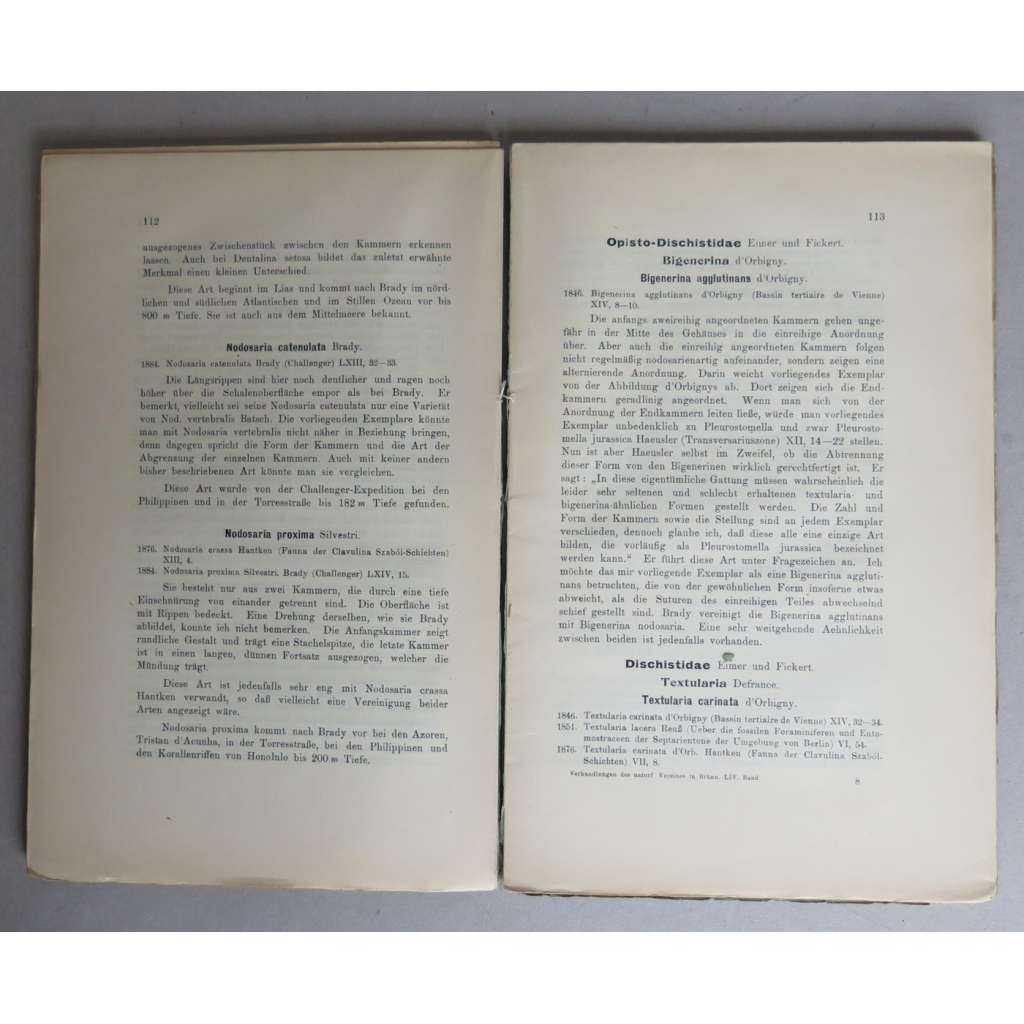 112
ausgezogenes Zwischenstück zwischen den Kammern erkennen
lassen. Auch bei Dentalina setosa bildet das zuletzt erwähnte
Merkmal einen kleinen Unterschied.
Diese Art beginnt im Lias und kommt nach Brady im nörd-
lichen und südlichen Atlantischen und im Stillen Ozean vor bis
800 m Tiefe. Sie ist auch aus dem Mittelmeere bekannt.
Nodosaria catenulata Brady.
1884. Nodosaria catenulata Brady (Challenger) LXIII, 32—33.
Die Längsrippen sind hier noch deutlicher und ragen noch
höher über die Schalenoberfläche empor als bei Brady. Er
bemerkt, vielleicht sei seine Nodosaria catenulata nur eine Varietät
von Nod. vertebralis Batsch. Die vorliegenden Exemplare könnte
man mit Nodosaria vertebralis nicht näher in Beziehung bringen,
denn dagegen spricht die Form der Kammern und die Art der
Abgrenzung der einzelnen Kammern. Auch mit keiner andern
bisher beschriebenen Art könnte man sie vergleichen.
Diese Art wurde von der Challenger-Expedition bei den
Philippinen und in der Torresstraße, bis 182 m Tiefe gefunden.
Nodosaria proxima Silvestri.
1876. Nodosaria crassa Hantken (Fauna der Clavulina Szabói-Schichten)
XIII, 4.
1884. Nodosaria proxima Silvestri. Brady (Challenger) LXIV, 15.
Sie besteht nur aus zwei Kammern, die durch eine tiefe
Einschnürung von einander getrennt sind. Die Oberfläche ist
mit Rippen bedeckt. Eine Drehung derselben, wie sie Brady
abbildet, konnte ich nicht bemerken. Die Anfangskammer zeigt
rundliche Gestalt und trägt eine Stachelspitze, die letzte Kammer
ist in einen langen, dünnen Fortsatz ausgezogen, welcher die
Mündung trägt.
Diese Art ist jedenfalls sehr eng mit Nodosaria crassa
Hantken verwandt, so daß vielleicht eine Vereinigung beider
Arten angezeigt wäre.
Nodosaria proxima kommt nach Brady vor bei den Azoren,
Tristan d'Acunha, in der Torresstraße, bei den Philippinen und
den Korallenriffen von Honolulo bis 200 m Tiefe.
113
Opisto-Dischistidae Eimer und Fickert.
Bigenerina d'Orbigny.
Bigenerina agglutinans d'Orbigny.
1846. Bigenerina agglutinans d'Orbigny (Bassin tertiaire de Vienne)
XIV, 8—10.
Die anfangs zweireihig angeordneten Kammern gehen unge-
fähr in der Mitte des Gehäuses in die einreihige Anordnung
über. Aber auch die einreihig angeordneten Kammern folgen
nicht regelmäßig nodosarienartig aufeinander, sondern zeigen eine
alternierende Anordnung. Darin weicht vorliegendes Exemplar
von der Abbildung d'Orbignys ab. Dort zeigen sich die End-
kammern geradlinig angeordnet. Wenn man sich von der
Anordnung der Endkammern leiten ließe, würde man vorliegendes
Exemplar unbedenklich zu Pleurostomella und zwar Pleurosto-
mella jurassica Haeusler (Transversariuszone) XII, 14—22 stellen.
Nun ist aber Haeusler selbst im Zweifel, ob die Abtrennung
dieser Form von den Bigenerinen wirklich gerechtfertigt ist. Er
sagt: „In diese eigentümliche Gattung müssen wahrscheinlich die
leider sehr seltenen und schlecht erhaltenen textularia- und
bigenerina-ähnlichen Formen gestellt werden. Die Zahl und
Form der Kammern sowie die Stellung sind an jedem Exemplar
verschieden, dennoch glaube ich, daß diese alle eine einzige Art
bilden, die vorläufig als Pleurostomella jurassica bezeichnet
werden kann.“ Er führt diese Art unter Fragezeichen an. Ich
möchte das mir vorliegende Exemplar als eine Bigenerina aggluti-
nans betrachten, die von der gewöhnlichen Form insoferne etwas
abweicht, als die Suturen des einreihigen Teiles abwechselnd
schief gestellt sind. Brady vereinigt die Bigenerina agglutinans
mit Bigenerina nodosaria. Eine sehr weitgehende Aehnlichkeit
zwischen beiden ist jedenfalls vorhanden.
Dischistidae Eimer und Fickert.
Textularia Defrance.
Textularia carinata d'Orbigny.
1846. Textularia carinata d'Orbigny (Bassin tertiaire de Vienne) XIV, 32—34.
1851. Textularia lacera Reuß (Ueber die fossilen Foraminiferen und Ento-
mostraceen der Septarientone der Umgebung von Berlin) VI, 54.
1876. Textularia carinata d'Orb. Hantken (Fauna der Clavulina Szabói-
Schichten) VII, 8.
Verhandlungen des naturf. Vereines in Brünn. LIV. Band. 8